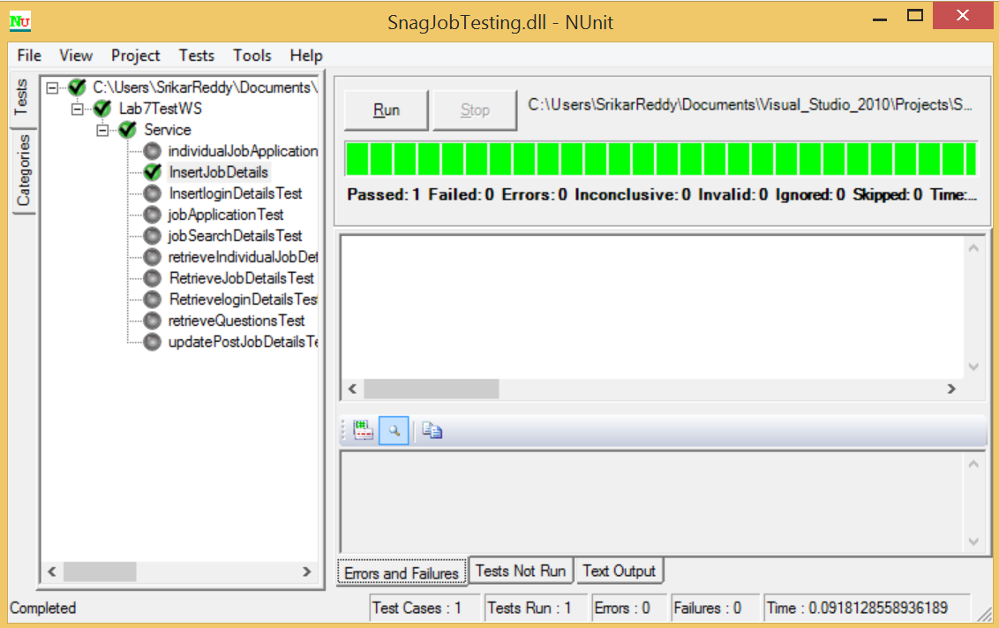 NU
SnagJobTesting.dll - NUnit
File View Project Tests Tools Help
Tests
Categories
C:\Users\SrikarReddy\Documents\
Lab7TestWS
Service
individualJobApplication
InsertJobDetails
InsertloginDetailsTest
jobApplicationTest
jobSearchDetailsTest
retrieveIndividualJobDet
RetrieveJobDetailsTest
RetrieveloginDetailsTest
retrieveQuestionsTest
updatePostJobDetailsTe
Run
Stop
C:\Users\SrikarReddy\Documents\Visual_Studio_2010\Projects\S...
Passed: 1 Failed: 0 Errors: 0 Inconclusive: 0 Invalid: 0 Ignored: 0 Skipped: 0 Time:...
C#
Errors and Failures
Tests Not Run
Text Output
Completed
Test Cases : 1
Tests Run : 1
Errors : 0
Failures : 0
Time : 0.0918128558936189